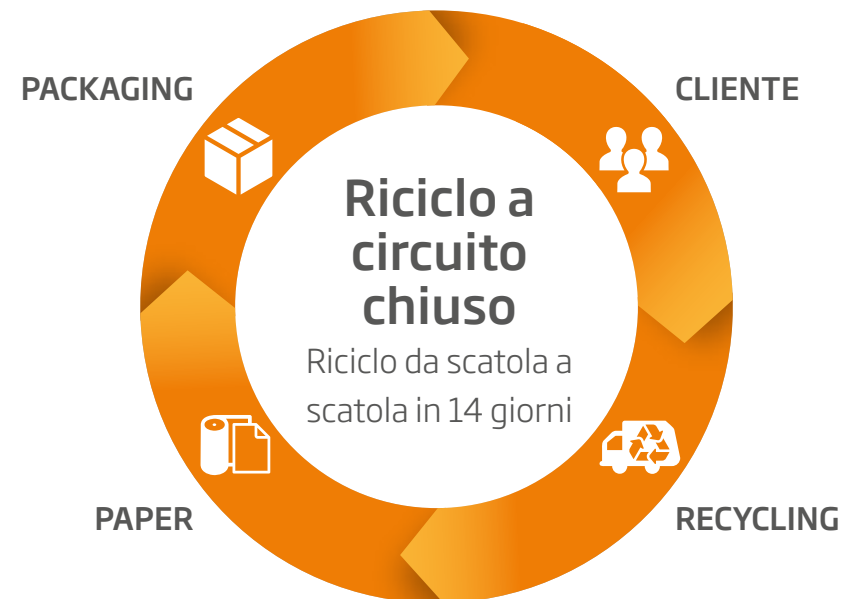 PACKAGING
CLIENTE
Riciclo a
circuito
chiuso
Riciclo da scatola a
scatola in 14 giorni
PAPER
RECYCLING